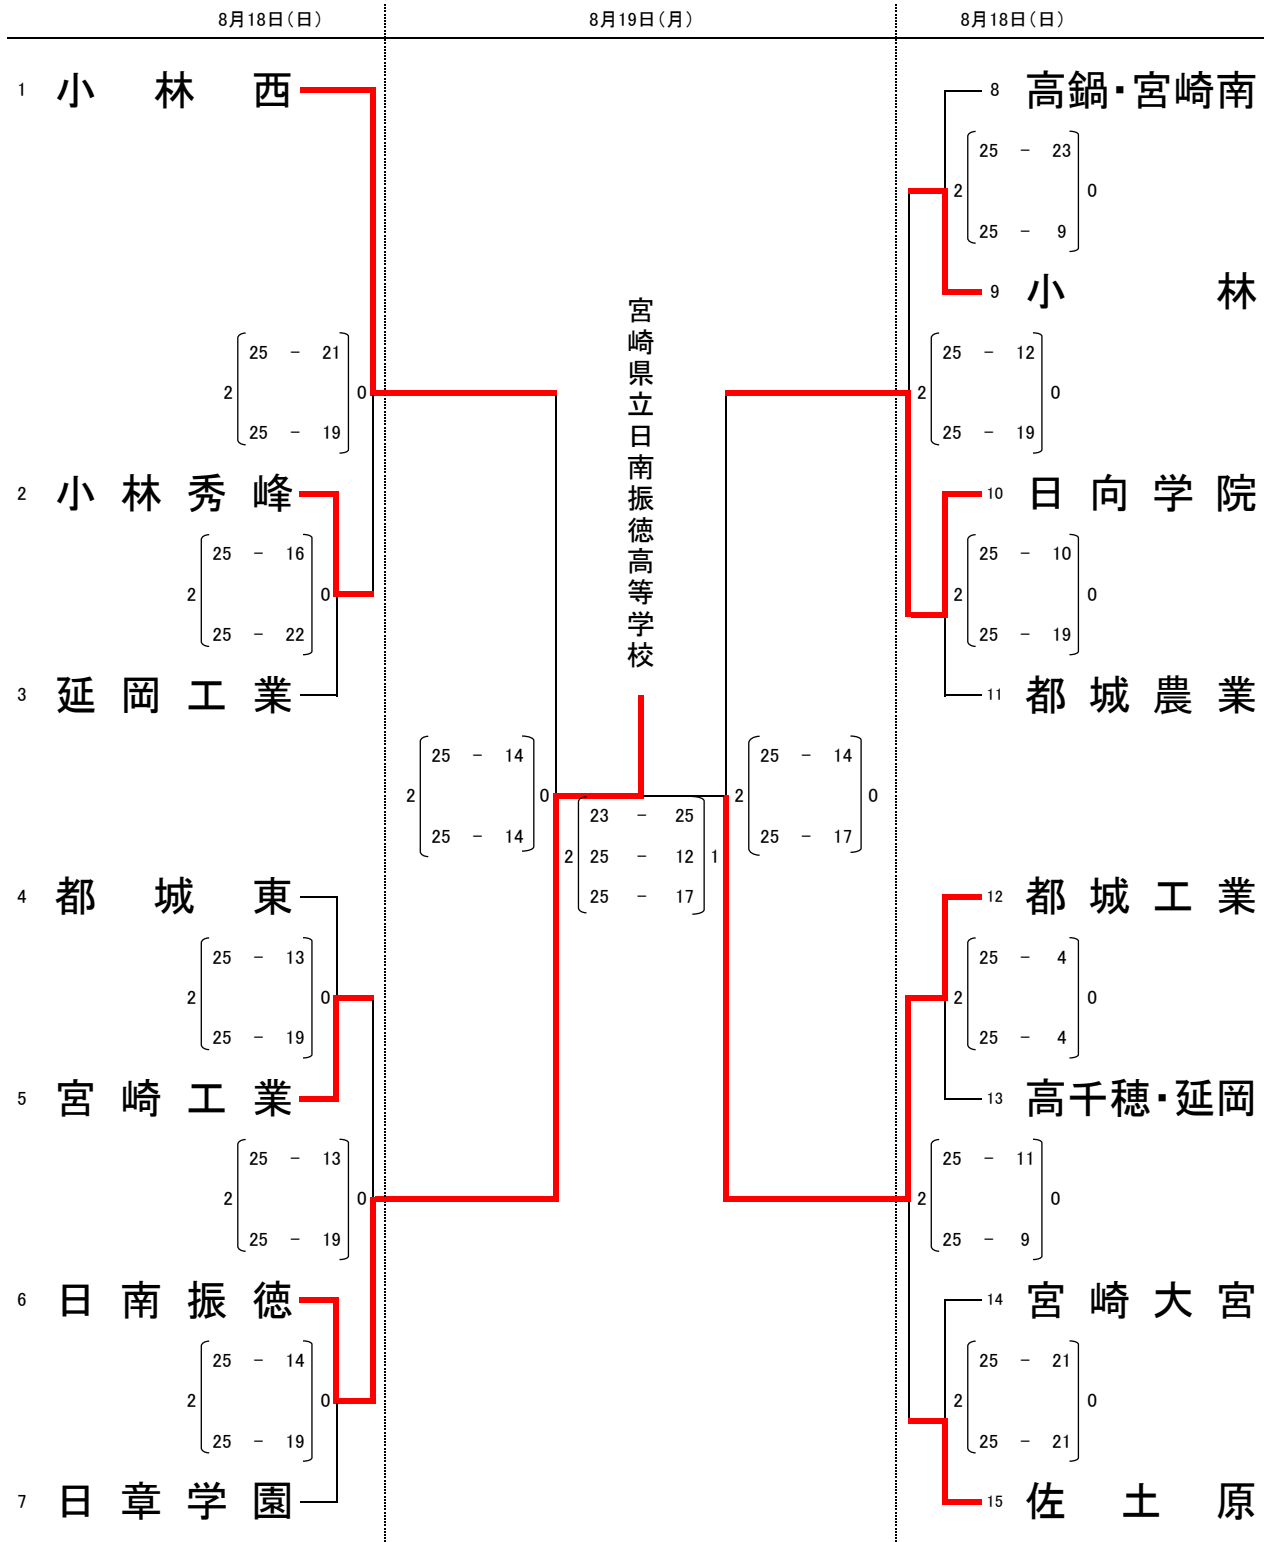 8月18日(日) 8月19日(月) 8月18日(日)
1 小林西
25 - 21
2 0
25 - 19
2 小林秀峰
25 - 16
2 0
25 - 22
3 延岡工業
4 都城東
25 - 13
2 0
25 - 19
5 宮崎工業
25 - 13
2 0
25 - 19
6 日南振徳
25 - 14
2 0
25 - 19
7 日章学園
25 - 14
2 0
25 - 14
宮崎県立日南振徳高等学校
23 - 25
2 25 - 12 1
25 - 17
25 - 14
2 0
25 - 17
8 高鍋・宮崎南
25 - 23
2 0
25 - 9
9 小林
25 - 12
2 0
25 - 19
10 日向学院
25 - 10
2 0
25 - 19
11 都城農業
12 都城工業
25 - 4
2 0
25 - 4
13 高千穂・延岡
25 - 11
2 0
25 - 9
14 宮崎大宮
25 - 21
2 0
25 - 21
15 佐土原